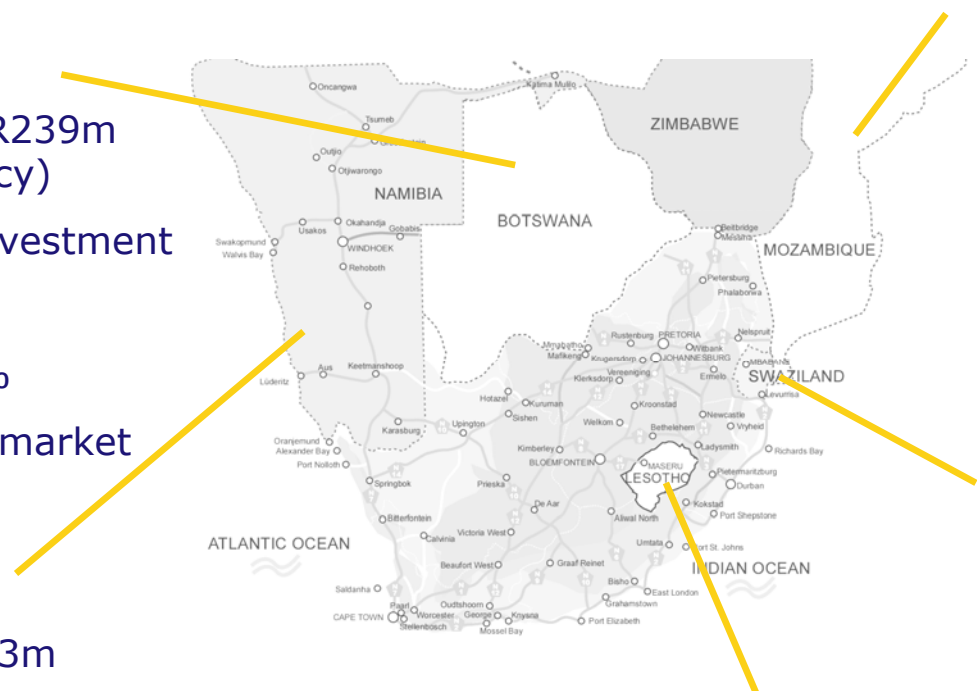 R239m
cy)
vestment
market
3m
Oncangwa
Katima Mulilo
Tsumeb
Outjo
Otjiwarongo
ZIMBABWE
NAMIBIA
BOTSWANA
Okahandja
Usakos
Gobabis
Swakopmund
WINDHOEK
Walvis Bay
Rehoboth
MOZAMBIQUE
Beitbridge
Messina
Pietersburg
Phalaborwa
Rustenburg
PRETORIA
Nelspruit
Mmabatho
Witbank
Mafikeng
Krugersdorp
JOHANNESBURG
MBABANE
Vereeniging
Ermelo
SWAZILAND
Klerksdorp
Aus
Keetmanshoop
Lüderitz
Hotazel
Kuruman
Kroonstad
Sishen
Newcastle
Welkom
Vryheid
Karasburg
Upington
Bethelehem
Oranjemund
Alexander Bay
Kimberley
Ladysmith
Richards Bay
Port Nolloth
BLOEMFONTEIN
MASERU
LESOTHO
Pietermaritzburg
Springbok
Prieska
Durban
De Aar
Kokstad
Aliwal North
Port Shepstone
Bitterfontein
Victoria West
Calvinia
Umtata
Port St. Johns
ATLANTIC OCEAN
INDIAN OCEAN
Beaufort West
Graaf Reinet
Bisho
Saldanha
East London
Oudtshoorn
Grahamstown
Paarl
Worcester
George
Knysna
CAPE TOWN
Stellenbosch
Mossel Bay
Port Elizabeth